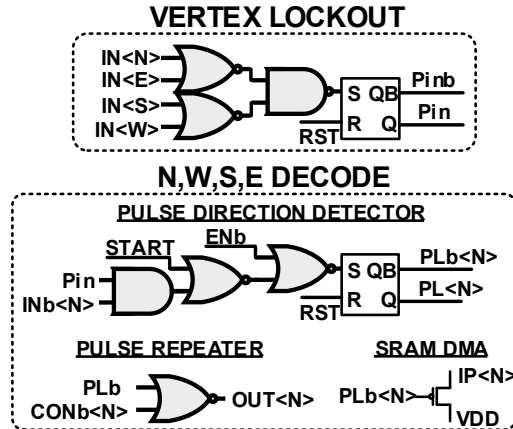 VERTEX LOCKOUT
IN<N>
IN<E>
IN<S>
IN<W>
S QB
R Q
RST
Pinb
Pin
N,W,S,E DECODE
PULSE DIRECTION DETECTOR
ENb
START
Pin
INb<N>
S QB
R Q
RST
PLb<N>
PL<N>
PULSE REPEATER
PLb
CONb<N>
OUT<N>
SRAM DMA
IP<N>
PLb<N>
VDD